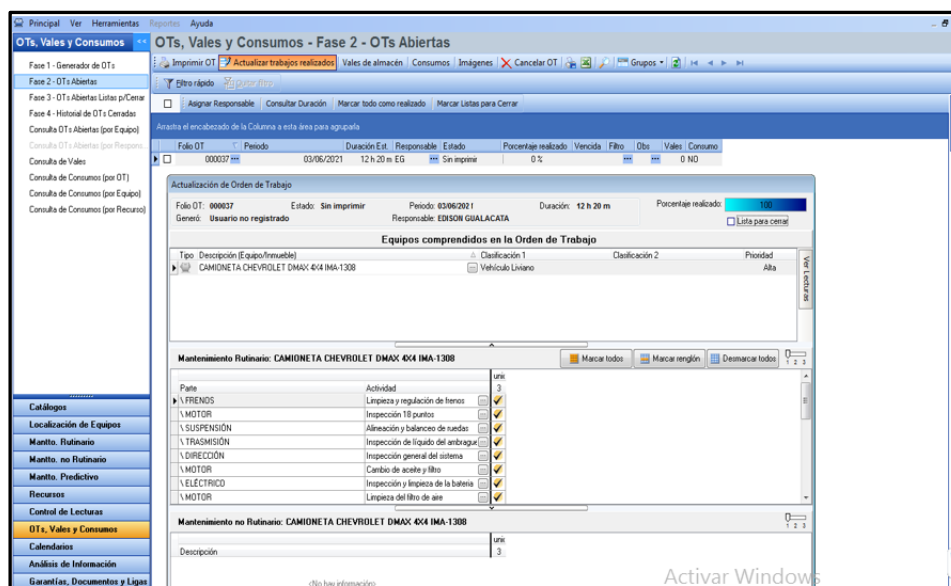 Principal Ver Herramientas Reportes Ayuda
OTs, Vales y Consumos <<
OTs, Vales y Consumos - Fase 2 - OTs Abiertas
Fase 1 - Generador de OTs
Fase 2 - OTs Abiertas
Fase 3 - OTs Abiertas Listas p/Cerrar
Fase 4 - Historial de OTs Cerradas
Consulta OTs Abiertas (por Equipo)
Consulta OTs Abiertas (por Respons.
Consulta de Vales
Consulta de Consumos (por OT)
Consulta de Consumos (por Equipo)
Consulta de Consumos (por Recurso)
Catálogos
Localización de Equipos
Mantto. Rutinario
Mantto. no Rutinario
Mantto. Predictivo
Recursos
Control de Lecturas
OTs, Vales y Consumos
Calendarios
Análisis de Información
Garantías, Documentos y Ligas
Imprimir OT Actualizar trabajos realizados Vales de almacén Consumos Imágenes Cancelar OT Grupos
Filtro rápido Quitar filtro
Asignar Responsable Consultar Duración Marcar todo como realizado Marcar Listas para Cerrar
Arrastra el encabezado de la Columna a esta área para agruparla
Folio OT Periodo Duración Est. Responsable Estado Porcentaje realizado Vencida Filtro Obs Vales Consumo
000037 03/06/2021 12 h 20 m EG Sin imprimir 0 % 0 NO
Actualización de Orden de Trabajo
Folio OT: 000037 Estado: Sin imprimir Periodo: 03/06/2021 Duración: 12 h 20 m Porcentaje realizado: 100
Generó: Usuario no registrado Responsable: EDISON GUALACATA Lista para cerrar
Equipos comprendidos en la Orden de Trabajo
Tipo Descripción (Equipo/Inmueble) Clasificación 1 Clasificación 2 Prioridad
CAMIONETA CHEVROLET DMAX 4X4 IMA-1308 Vehículo Liviano Alta
Ver Lecturas
Mantenimiento Rutinario: CAMIONETA CHEVROLET DMAX 4X4 IMA-1308 Marcar todos Marcar renglón Desmarcar todos 1 2 3
junio
Parte Actividad 3
\ FRENOS Limpieza y regulación de frenos
\ MOTOR Inspección 18 puntos
\ SUSPENSIÓN Alineación y balanceo de ruedas
\ TRASMISIÓN Inspección de líquido del ambrague
\ DIRECCIÓN Inspección general del sistema
\ MOTOR Cambio de aceite y filtro
\ ELÉCTRICO Inspección y limpieza de la bateria
\ MOTOR Limpieza del filtro de aire
Mantenimiento no Rutinario: CAMIONETA CHEVROLET DMAX 4X4 IMA-1308 1 2 3
Descripción 3
<No hay información>
Activar Windows